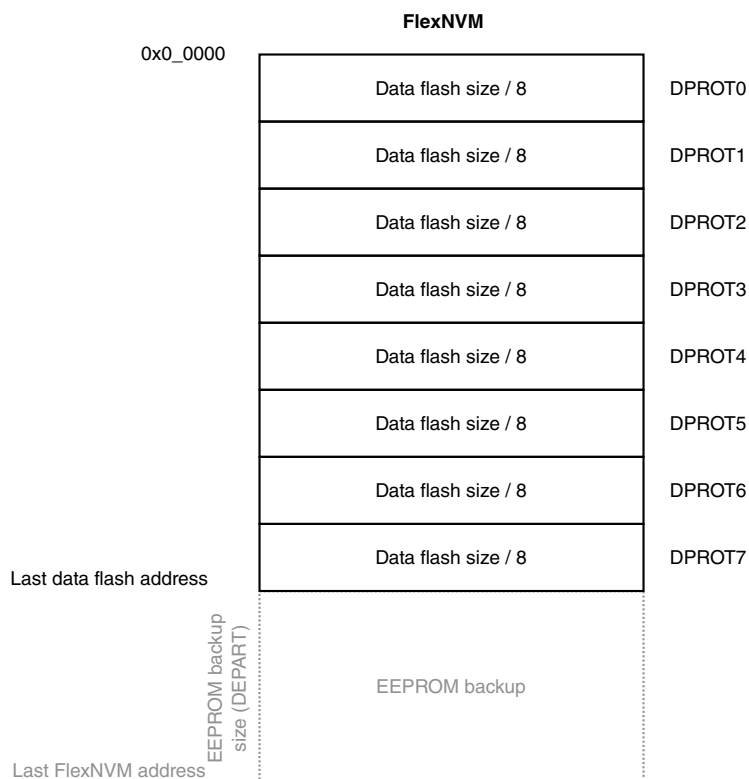 FlexNVM
0x0_0000
Data flash size / 8 DPROT0
Data flash size / 8 DPROT1
Data flash size / 8 DPROT2
Data flash size / 8 DPROT3
Data flash size / 8 DPROT4
Data flash size / 8 DPROT5
Data flash size / 8 DPROT6
Data flash size / 8 DPROT7
Last data flash address
EEPROM backup
size (DEPART)
EEPROM backup
Last FlexNVM address